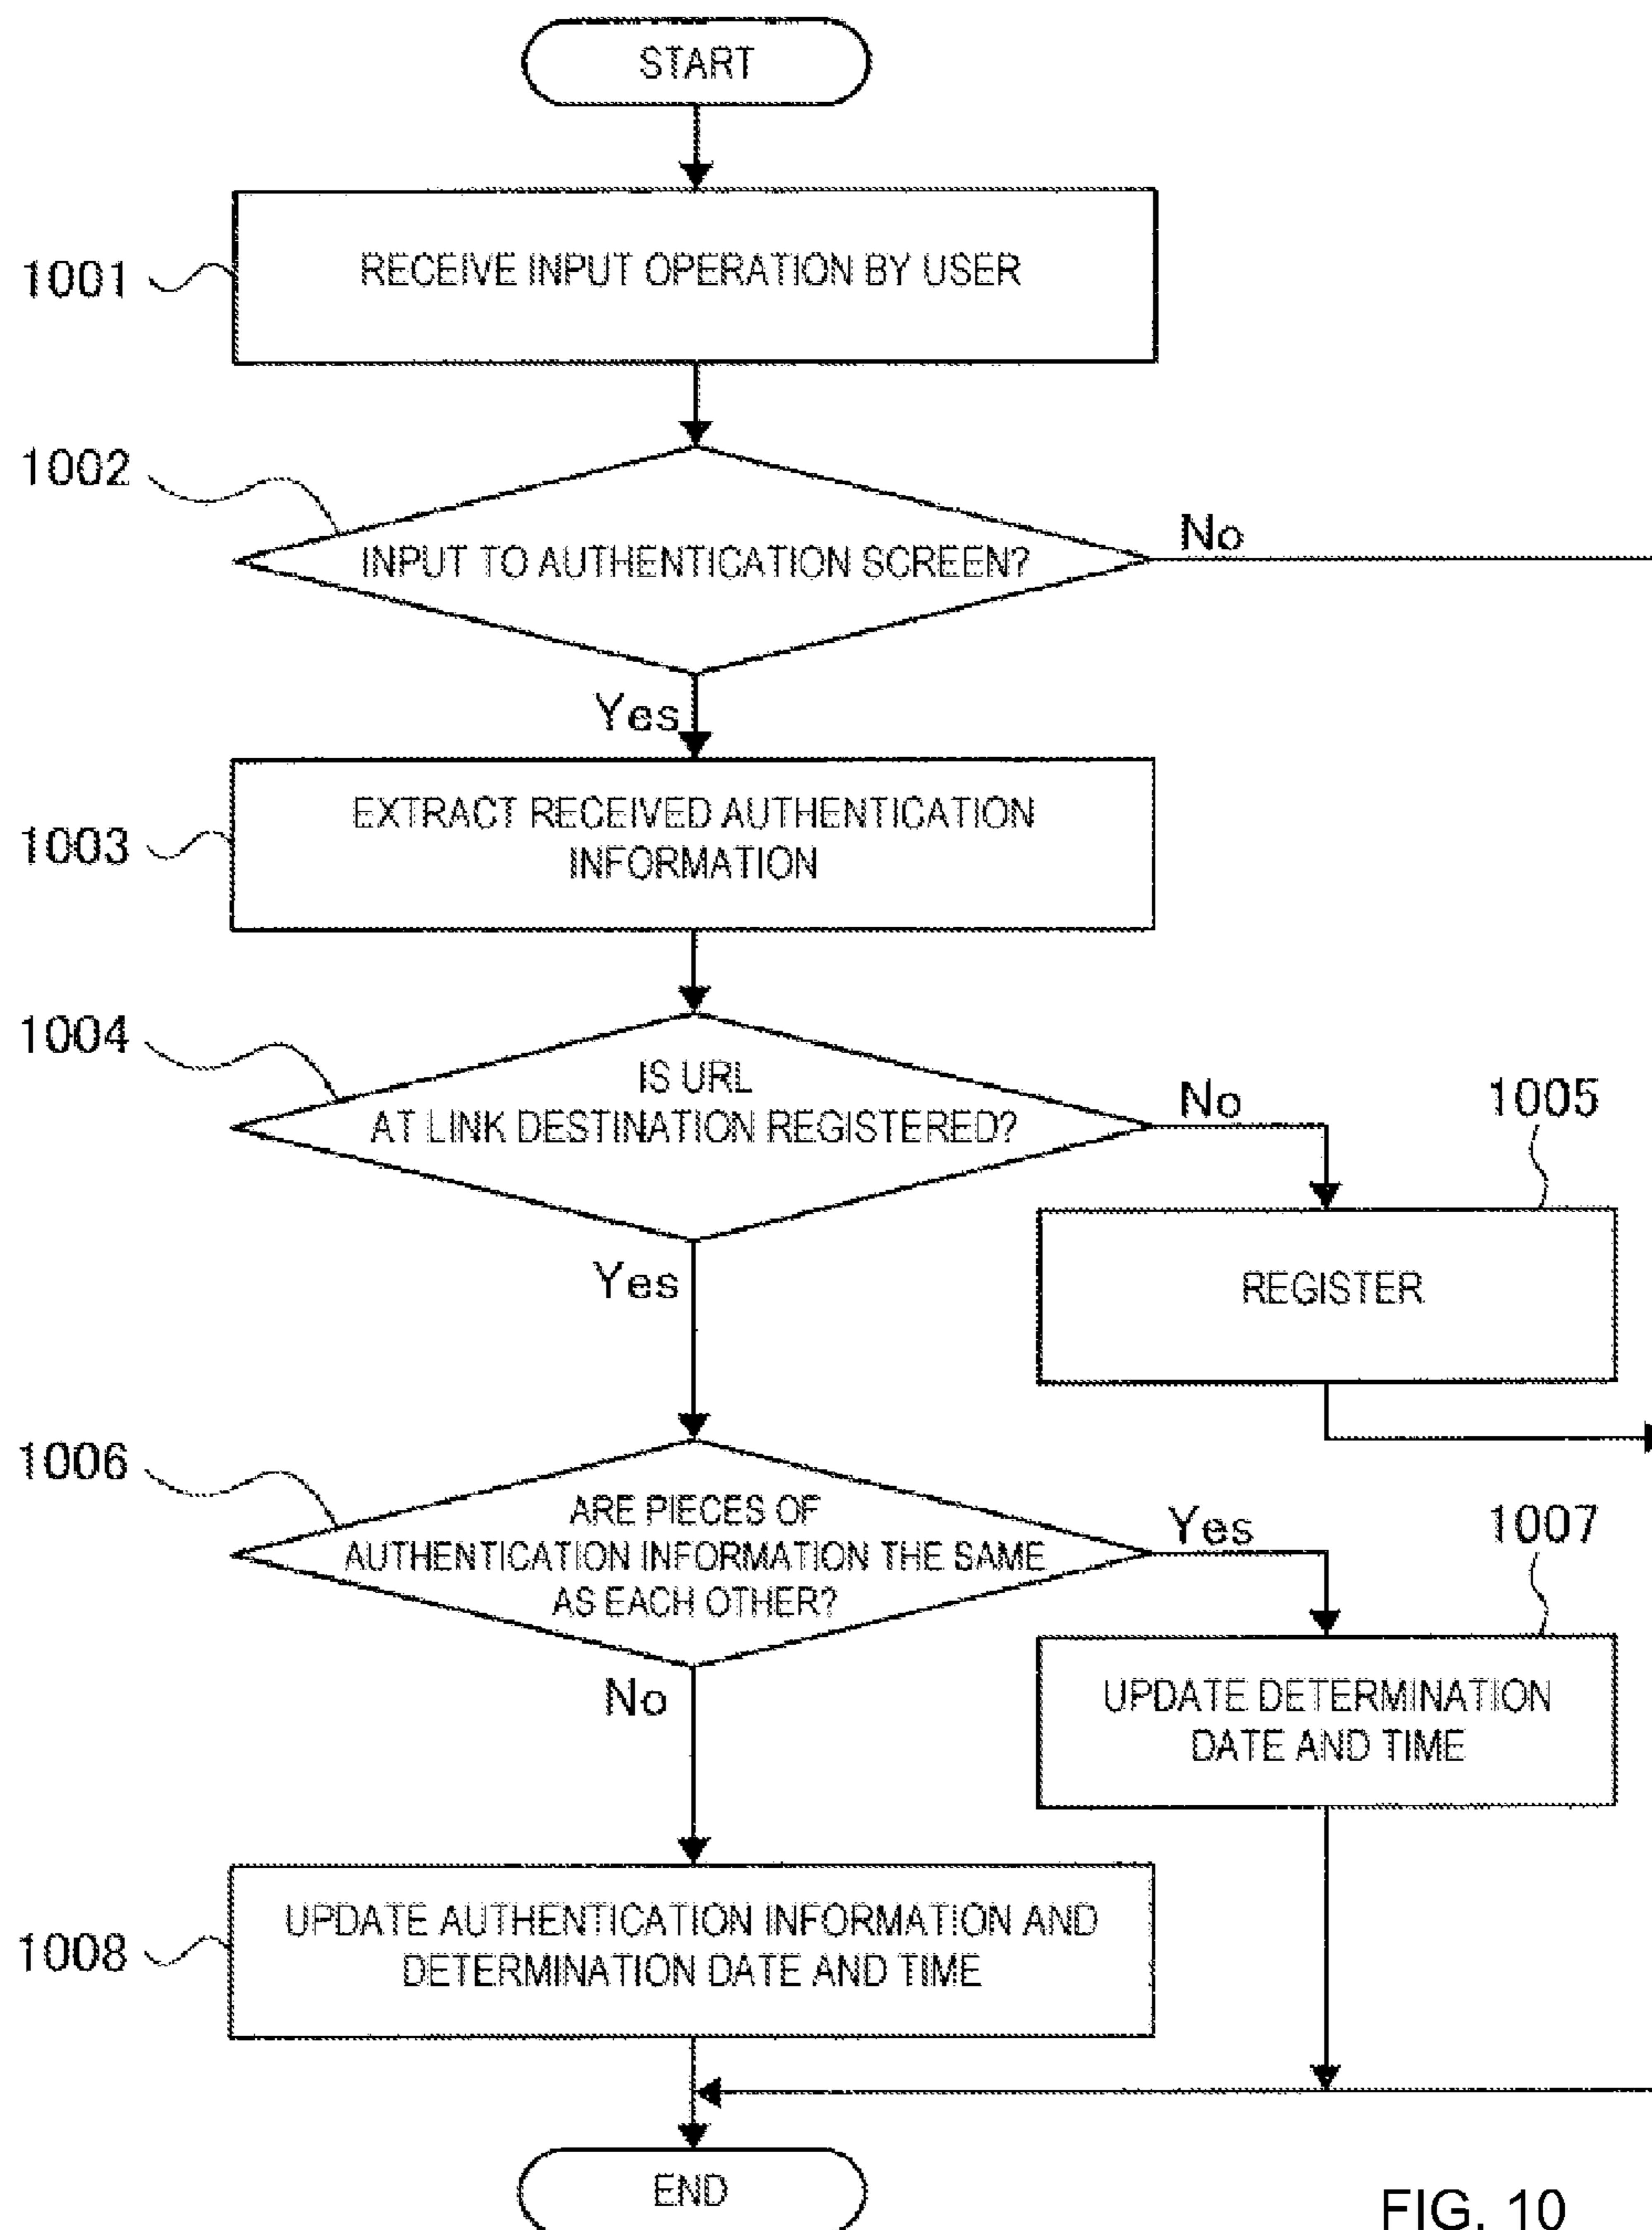 START
1001
RECEIVE INPUT OPERATION BY USER
1002
INPUT TO AUTHENTICATION SCREEN?
No
Yes
1003
EXTRACT RECEIVED AUTHENTICATION
INFORMATION
1004
IS URL
AT LINK DESTINATION REGISTERED?
No
1005
REGISTER
Yes
1006
ARE PIECES OF
AUTHENTICATION INFORMATION THE SAME
AS EACH OTHER?
Yes
1007
UPDATE DETERMINATION
DATE AND TIME
No
1008
UPDATE AUTHENTICATION INFORMATION AND
DETERMINATION DATE AND TIME
END
FIG. 10